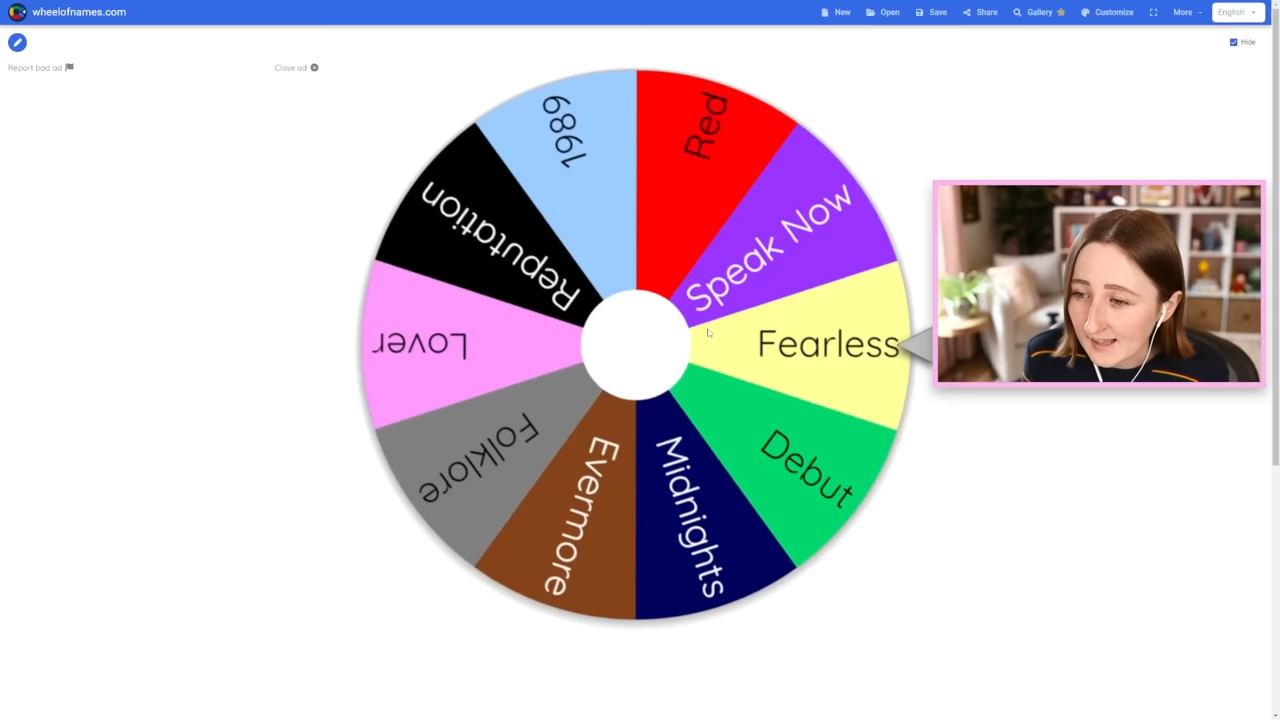 wheelofnames.com
New
Open
Save
Share
Gallery
Customize
More
English
Hide
Report bad ad
Close ad
1989
Red
Reputation
Speak Now
Lover
Fearless
Folklore
Debut
Evermore
Midnights